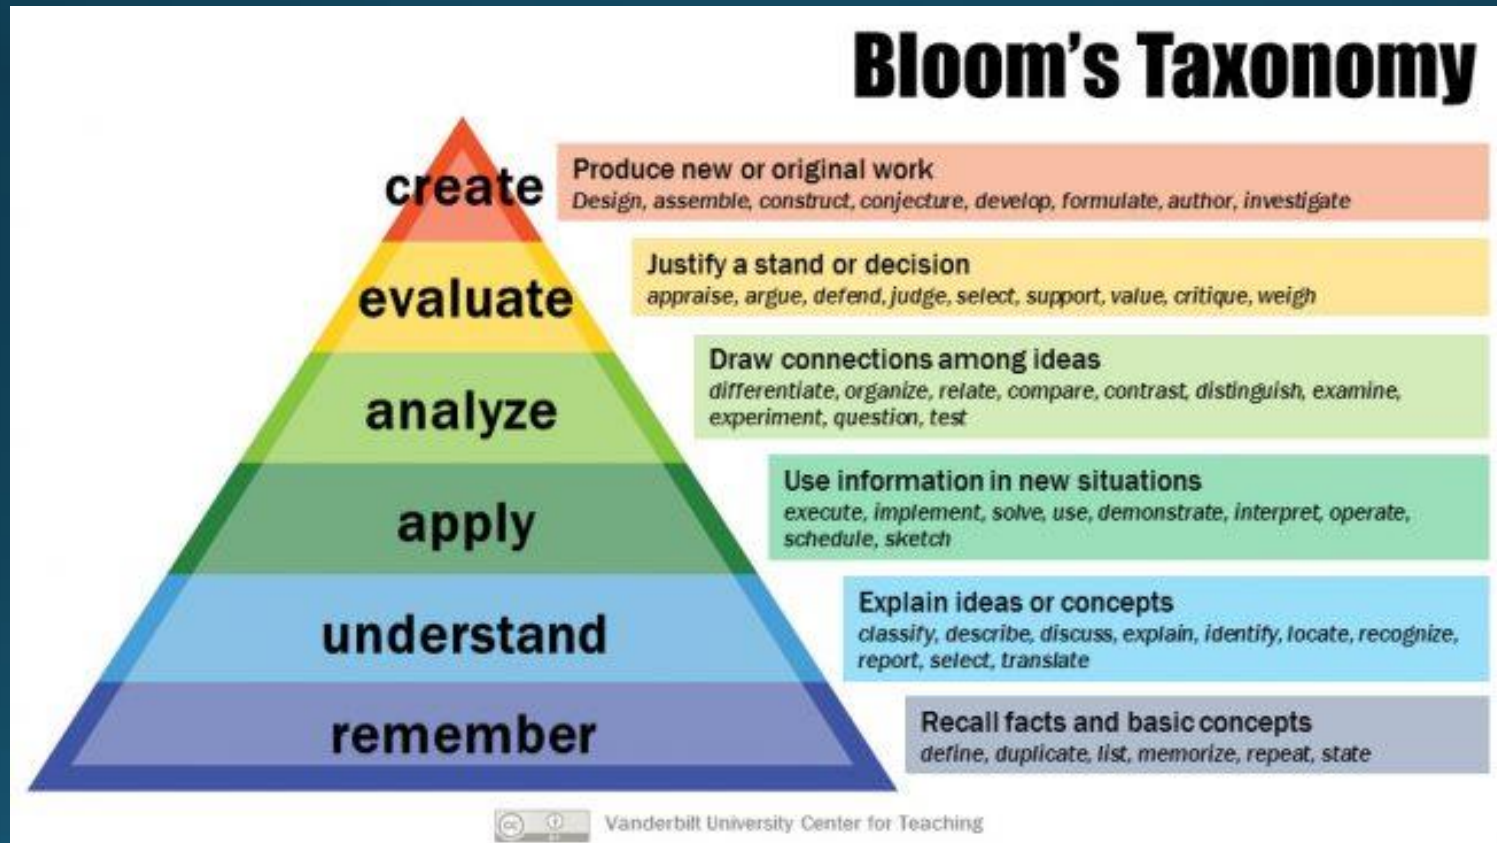 Bloom's Taxonomy
create
Produce new or original work
Design, assemble, construct, conjecture, develop, formulate, author, investigate
evaluate
Justify a stand or decision
appraise, argue, defend, judge, select, support, value, critique, weigh
analyze
Draw connections among ideas
differentiate, organize, relate, compare, contrast, distinguish, examine,
experiment, question, test
apply
Use information in new situations
execute, implement, solve, use, demonstrate, interpret, operate,
schedule, sketch
understand
Explain ideas or concepts
classify, describe, discuss, explain, identify, locate, recognize,
report, select, translate
remember
Recall facts and basic concepts
define, duplicate, list, memorize, repeat, state
cc
Vanderbilt University Center for Teaching